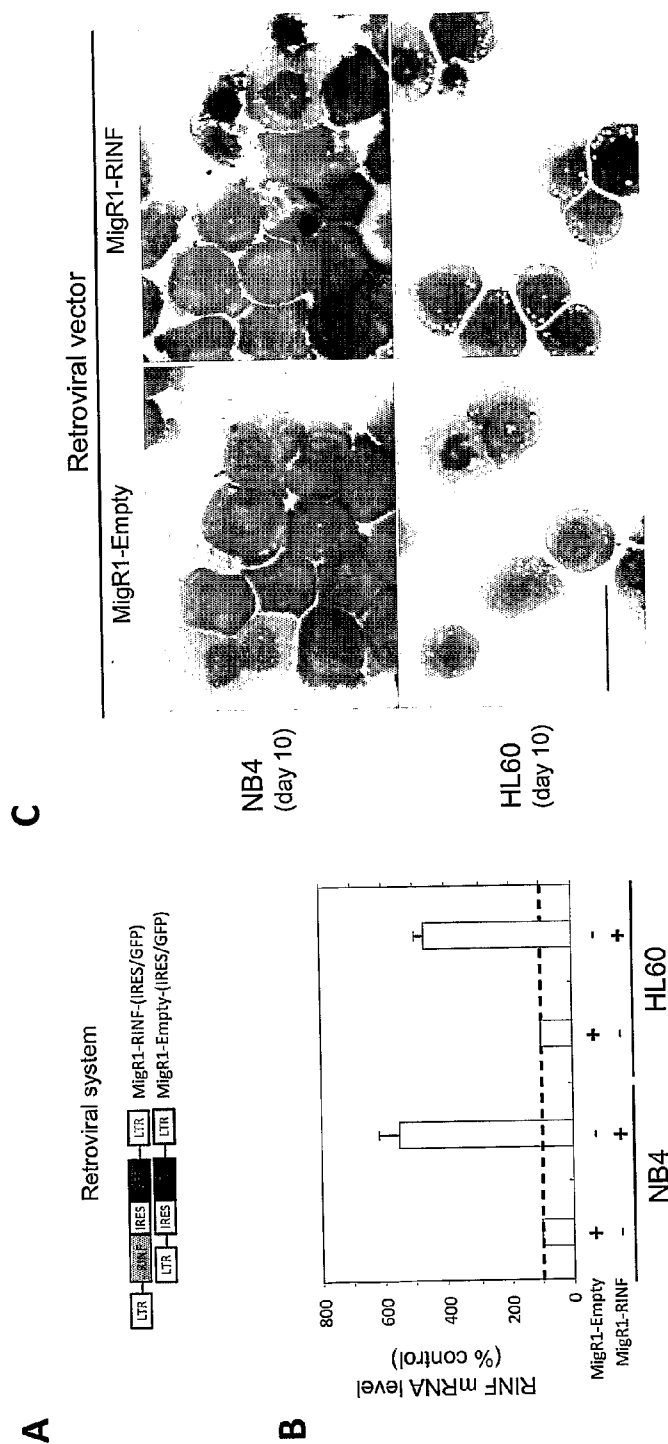 A
Retroviral system
LTR RINF IRES LTR MigR1-RINF-(IRES/GFP)
LTR IRES LTR MigR1-Empty-(IRES/GFP)
B
RINF mRNA level
(% control)
800
600
400
200
0
MigR1-Empty + - + -
MigR1-RINF - + - +
NB4 HL60
C
Retroviral vector
MigR1-Empty MigR1-RINF
NB4
(day 10)
HL60
(day 10)